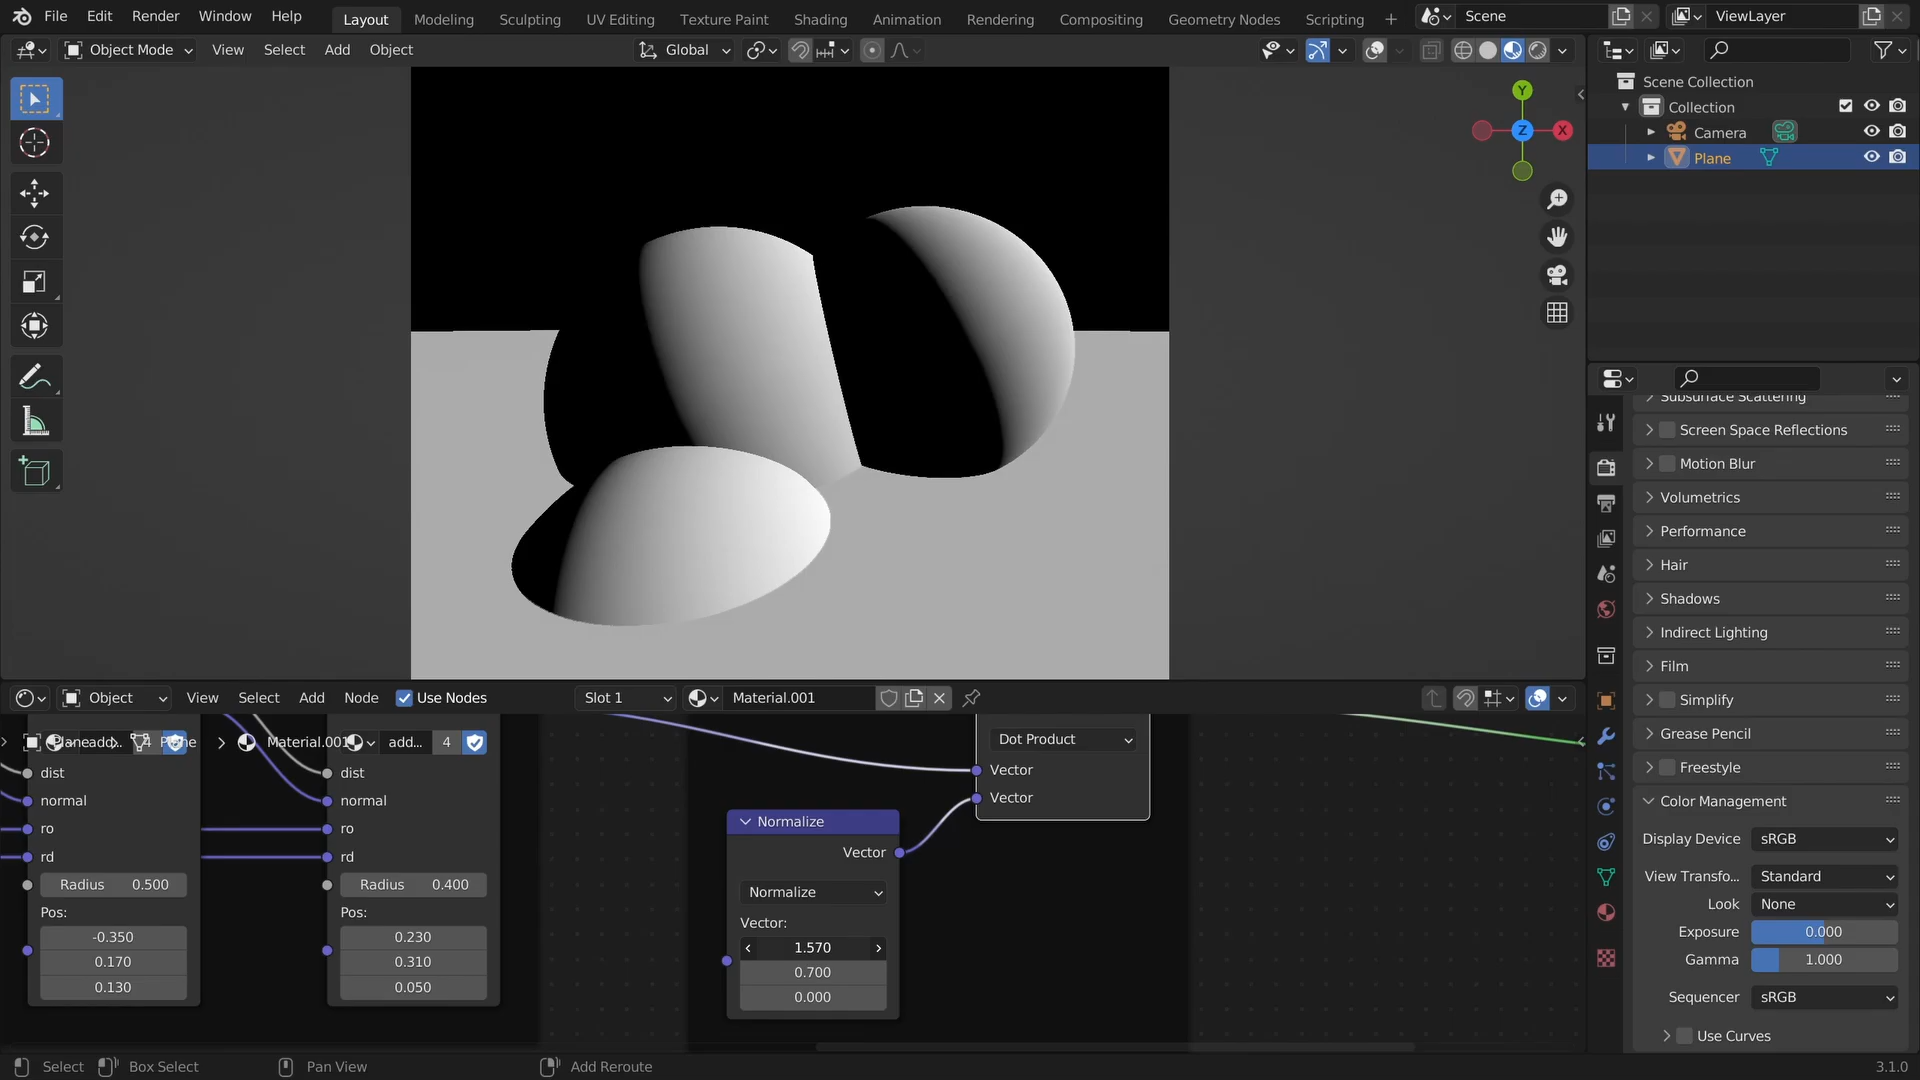 File Edit Render Window Help Layout Modeling Sculpting UV Editing Texture Paint Shading Animation Rendering Compositing Geometry Nodes Scripting + Scene ViewLayer
Object Mode View Select Add Object Global
Y
X
Z
Scene Collection
Collection
Camera
Plane
Subsurface Scattering
Screen Space Reflections
Motion Blur
Volumetrics
Performance
Hair
Shadows
Indirect Lighting
Film
Simplify
Grease Pencil
Freestyle
Color Management
Display Device sRGB
View Transfo... Standard
Look None
Exposure 0.000
Gamma 1.000
Sequencer sRGB
Use Curves
Object View Select Add Node Use Nodes Slot 1 Material.001
Plane Material.001 add... 4
dist
normal
ro
rd
Radius 0.500
Pos:
-0.350
0.170
0.130
dist
normal
ro
rd
Radius 0.400
Pos:
0.230
0.310
0.050
Normalize
Vector
Normalize
Vector:
1.570
0.700
0.000
Dot Product
Vector
Vector
Select Box Select Pan View Add Reroute 3.1.0